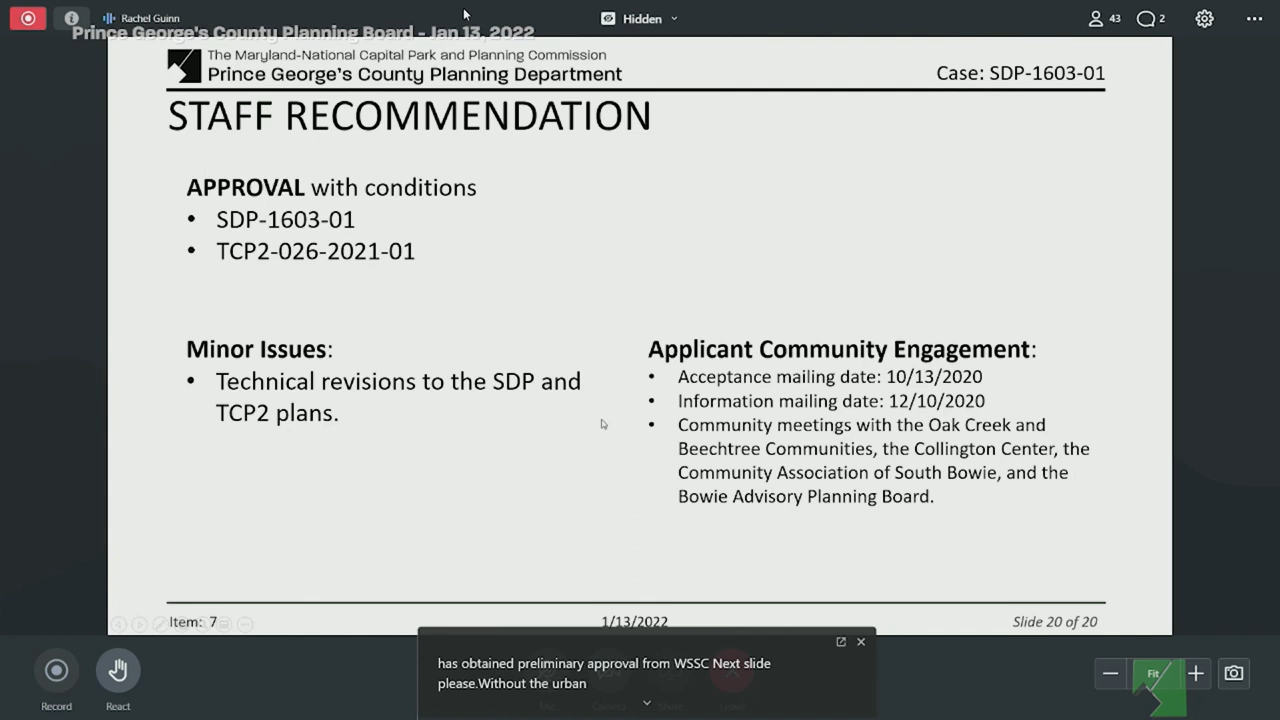 Rachel Guinn
Hidden
43
2
Prince George's County Planning Board - Jan 13, 2022
The Maryland-National Capital Park and Planning Commission
Prince George's County Planning Department
Case: SDP-1603-01
STAFF RECOMMENDATION
APPROVAL with conditions
• SDP-1603-01
• TCP2-026-2021-01
Minor Issues:
• Technical revisions to the SDP and
TCP2 plans.
Applicant Community Engagement:
• Acceptance mailing date: 10/13/2020
• Information mailing date: 12/10/2020
• Community meetings with the Oak Creek and
Beechtree Communities, the Collington Center, the
Community Association of South Bowie, and the
Bowie Advisory Planning Board.
Item: 7
1/13/2022
Slide 20 of 20
has obtained preliminary approval from WSSC Next slide
please.Without the urban
Record
React
Fit